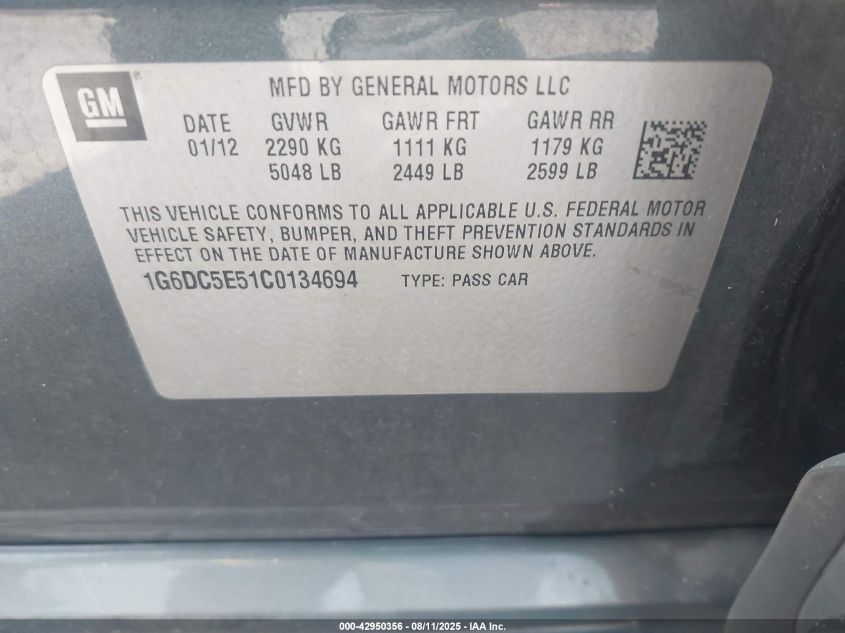 GM®
MFD BY GENERAL MOTORS LLC
DATE GVWR GAWR FRT GAWR RR
01/12 2290 KG 1111 KG 1179 KG
5048 LB 2449 LB 2599 LB
THIS VEHICLE CONFORMS TO ALL APPLICABLE U.S. FEDERAL MOTOR
VEHICLE SAFETY, BUMPER, AND THEFT PREVENTION STANDARDS IN
EFFECT ON THE DATE OF MANUFACTURE SHOWN ABOVE.
1G6DC5E51C0134694 TYPE: PASS CAR
000-42950356 - 08/11/2025 - IAA Inc.